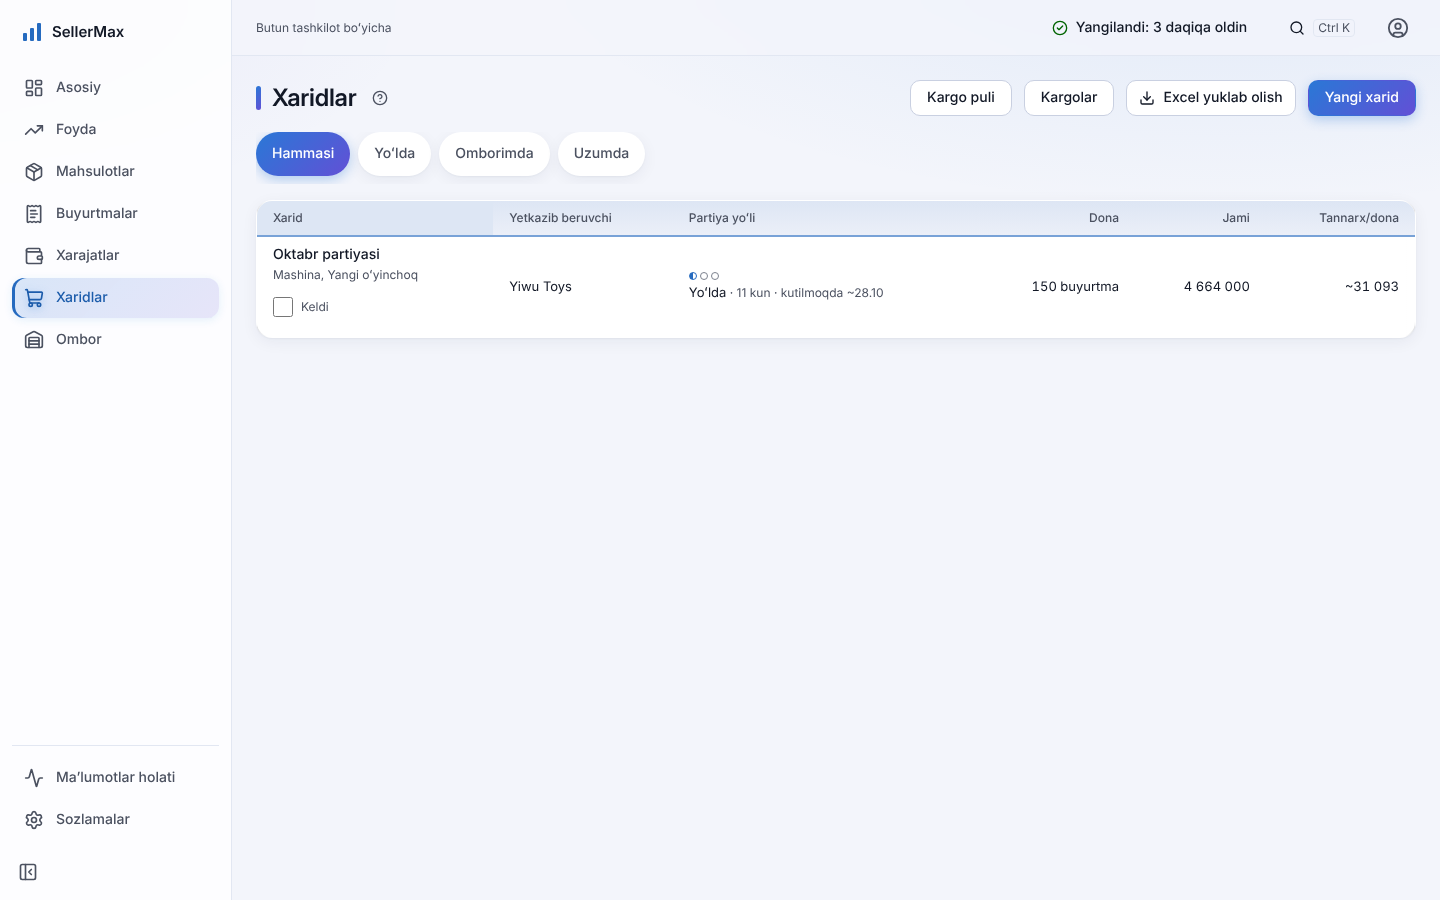 SellerMax
Asosiy
Foyda
Mahsulotlar
Buyurtmalar
Xarajatlar
Xaridlar
Ombor
Ma’lumotlar holati
Sozlamalar
Butun tashkilot bo‘yicha
Yangilandi: 3 daqiqa oldin
Ctrl K
Xaridlar
Kargo puli
Kargolar
Excel yuklab olish
Yangi xarid
Hammasi
Yo‘lda
Omborimda
Uzumda
Xarid Yetkazib beruvchi Partiya yo‘li Dona Jami Tannarx/dona
Oktabr partiyasi
Mashina, Yangi o‘yinchoq
Keldi
Yiwu Toys
Yo‘lda · 11 kun · kutilmoqda ~28.10
150 buyurtma
4 664 000
~31 093